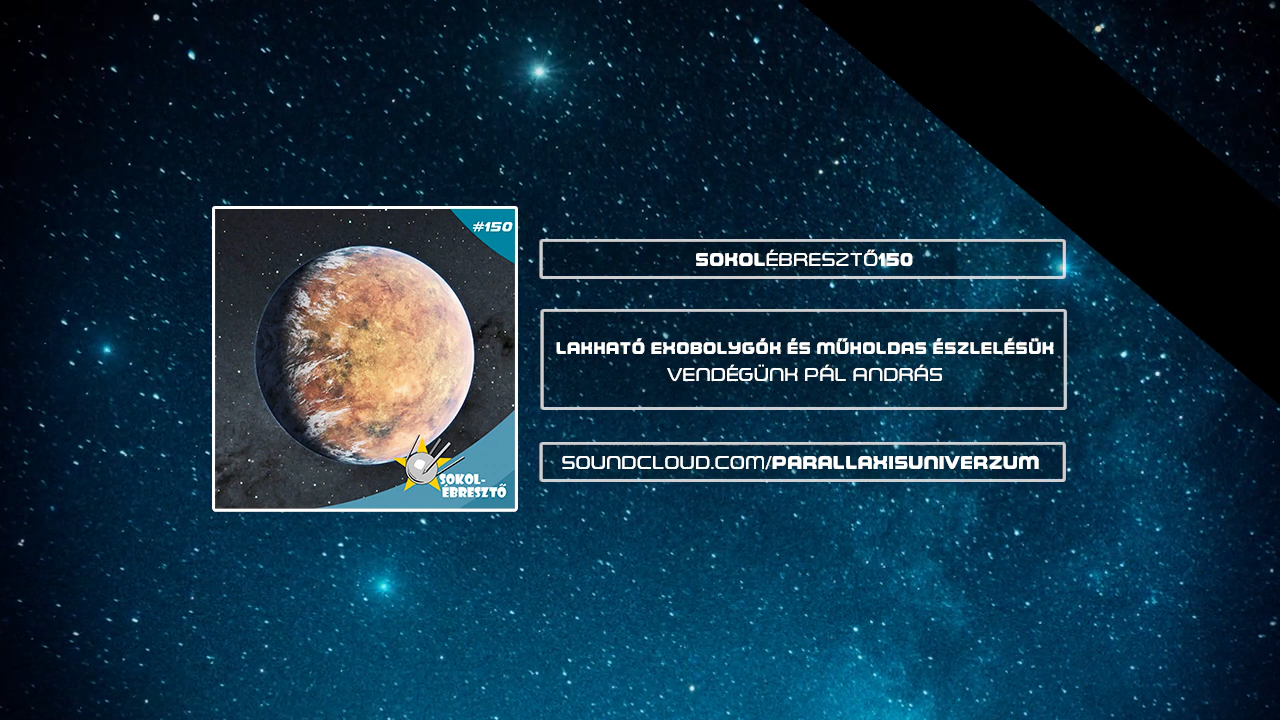 #150
SOKOL-
ÉBRESZTŐ
SOKOLÉBRESZTŐ150
LAKHATÓ EXOBOLYGÓK ÉS MŰHOLDAS ÉSZLELÉSÜK
VENDÉGÜNK PÁL ANDRÁS
SOUNDCLOUD.COM/PARALLAXISUNIVERZUM